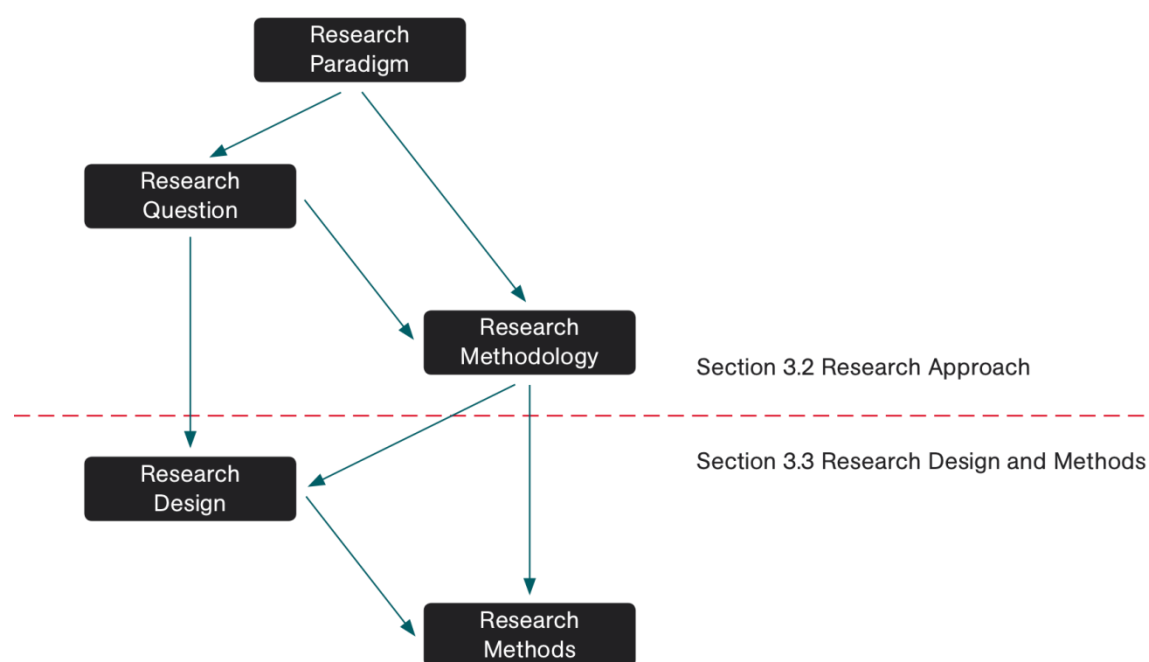 Research
Paradigm
Research
Question
Research
Methodology
Section 3.2 Research Approach
Section 3.3 Research Design and Methods
Research
Design
Research
Methods